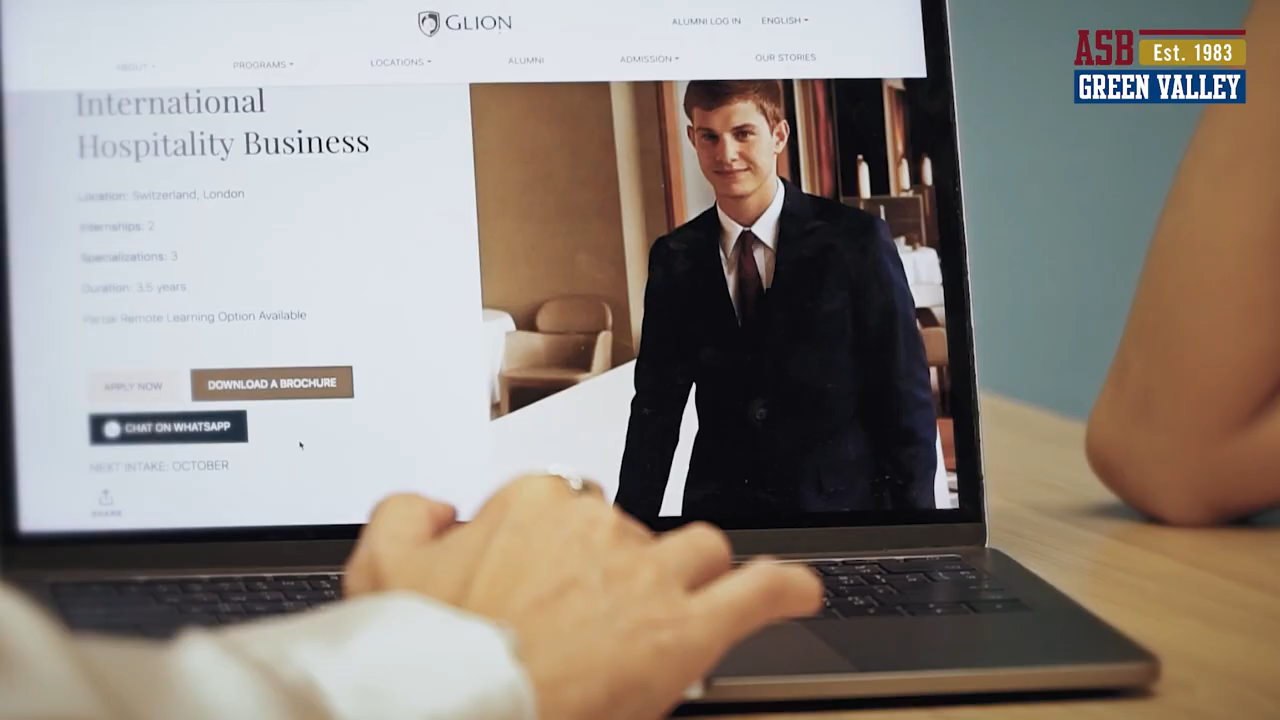 GLION
ALUMNI LOG IN
ENGLISH
ABOUT
PROGRAMS
LOCATIONS
ALUMNI
ADMISSION
OUR STORIES
International
Hospitality Business
Location: Switzerland, London
Internships: 2
Specializations: 3
Duration: 3.5 years
Partial Remote Learning Option Available
APPLY NOW
DOWNLOAD A BROCHURE
CHAT ON WHATSAPP
NEXT INTAKE: OCTOBER
SHARE
ASB
Est. 1983
GREEN VALLEY